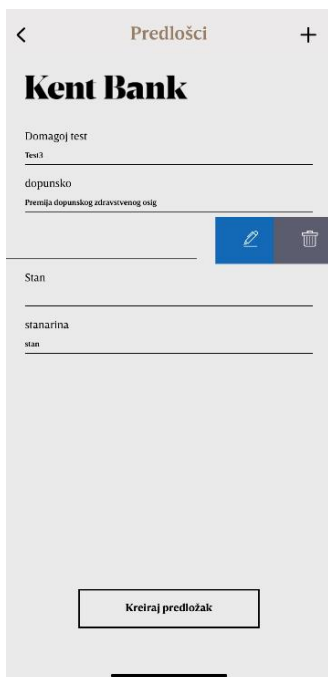 Predlošci
Kent Bank
Domagoj test
Test3
dopunsko
Premija dopunskog zdravstvenog osig
Stan
stanarina
stan
Kreiraj predložak